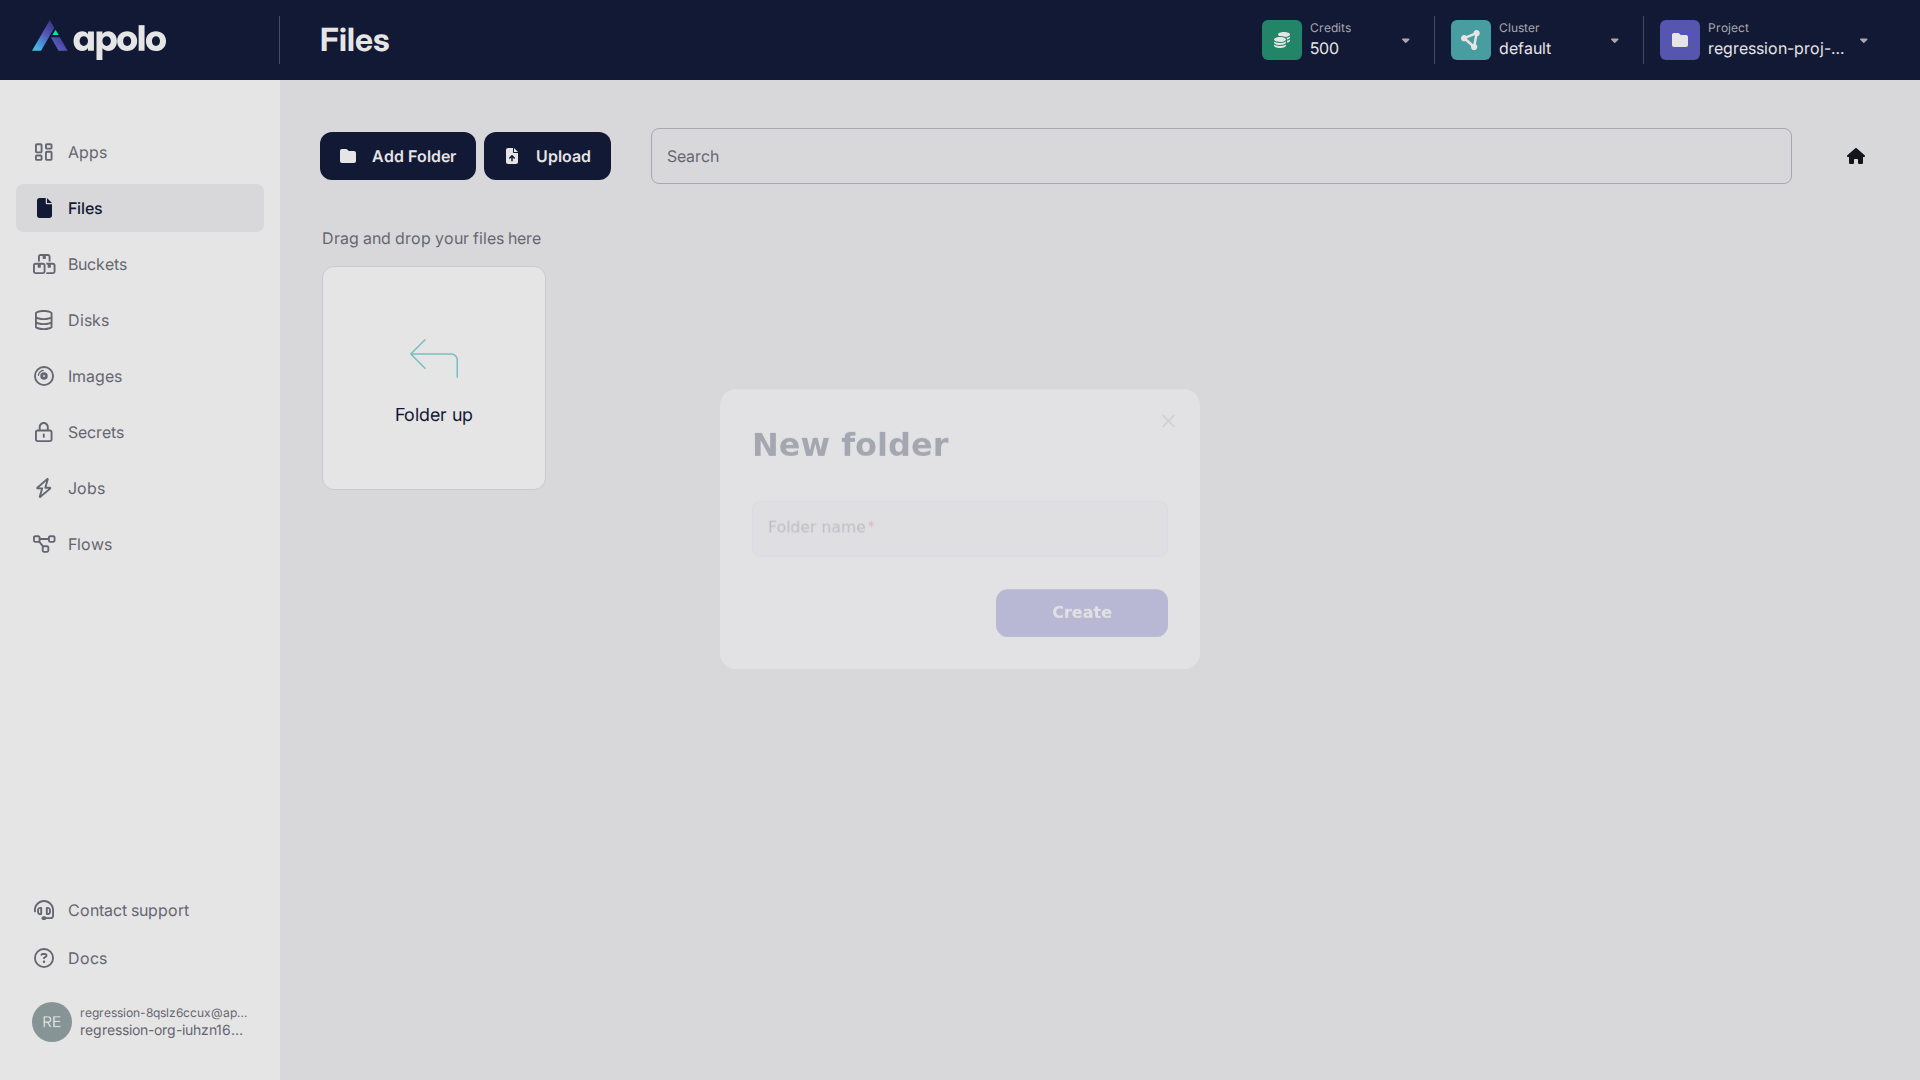 apolo
Files
Credits
500
Cluster
default
Project
regression-proj-...
Apps
Files
Buckets
Disks
Images
Secrets
Jobs
Flows
Add Folder
Upload
Search
Drag and drop your files here
Folder up
New folder
Folder name*
Create
Contact support
Docs
RE
regression-8qslz6ccux@ap...
regression-org-iuhzn16...